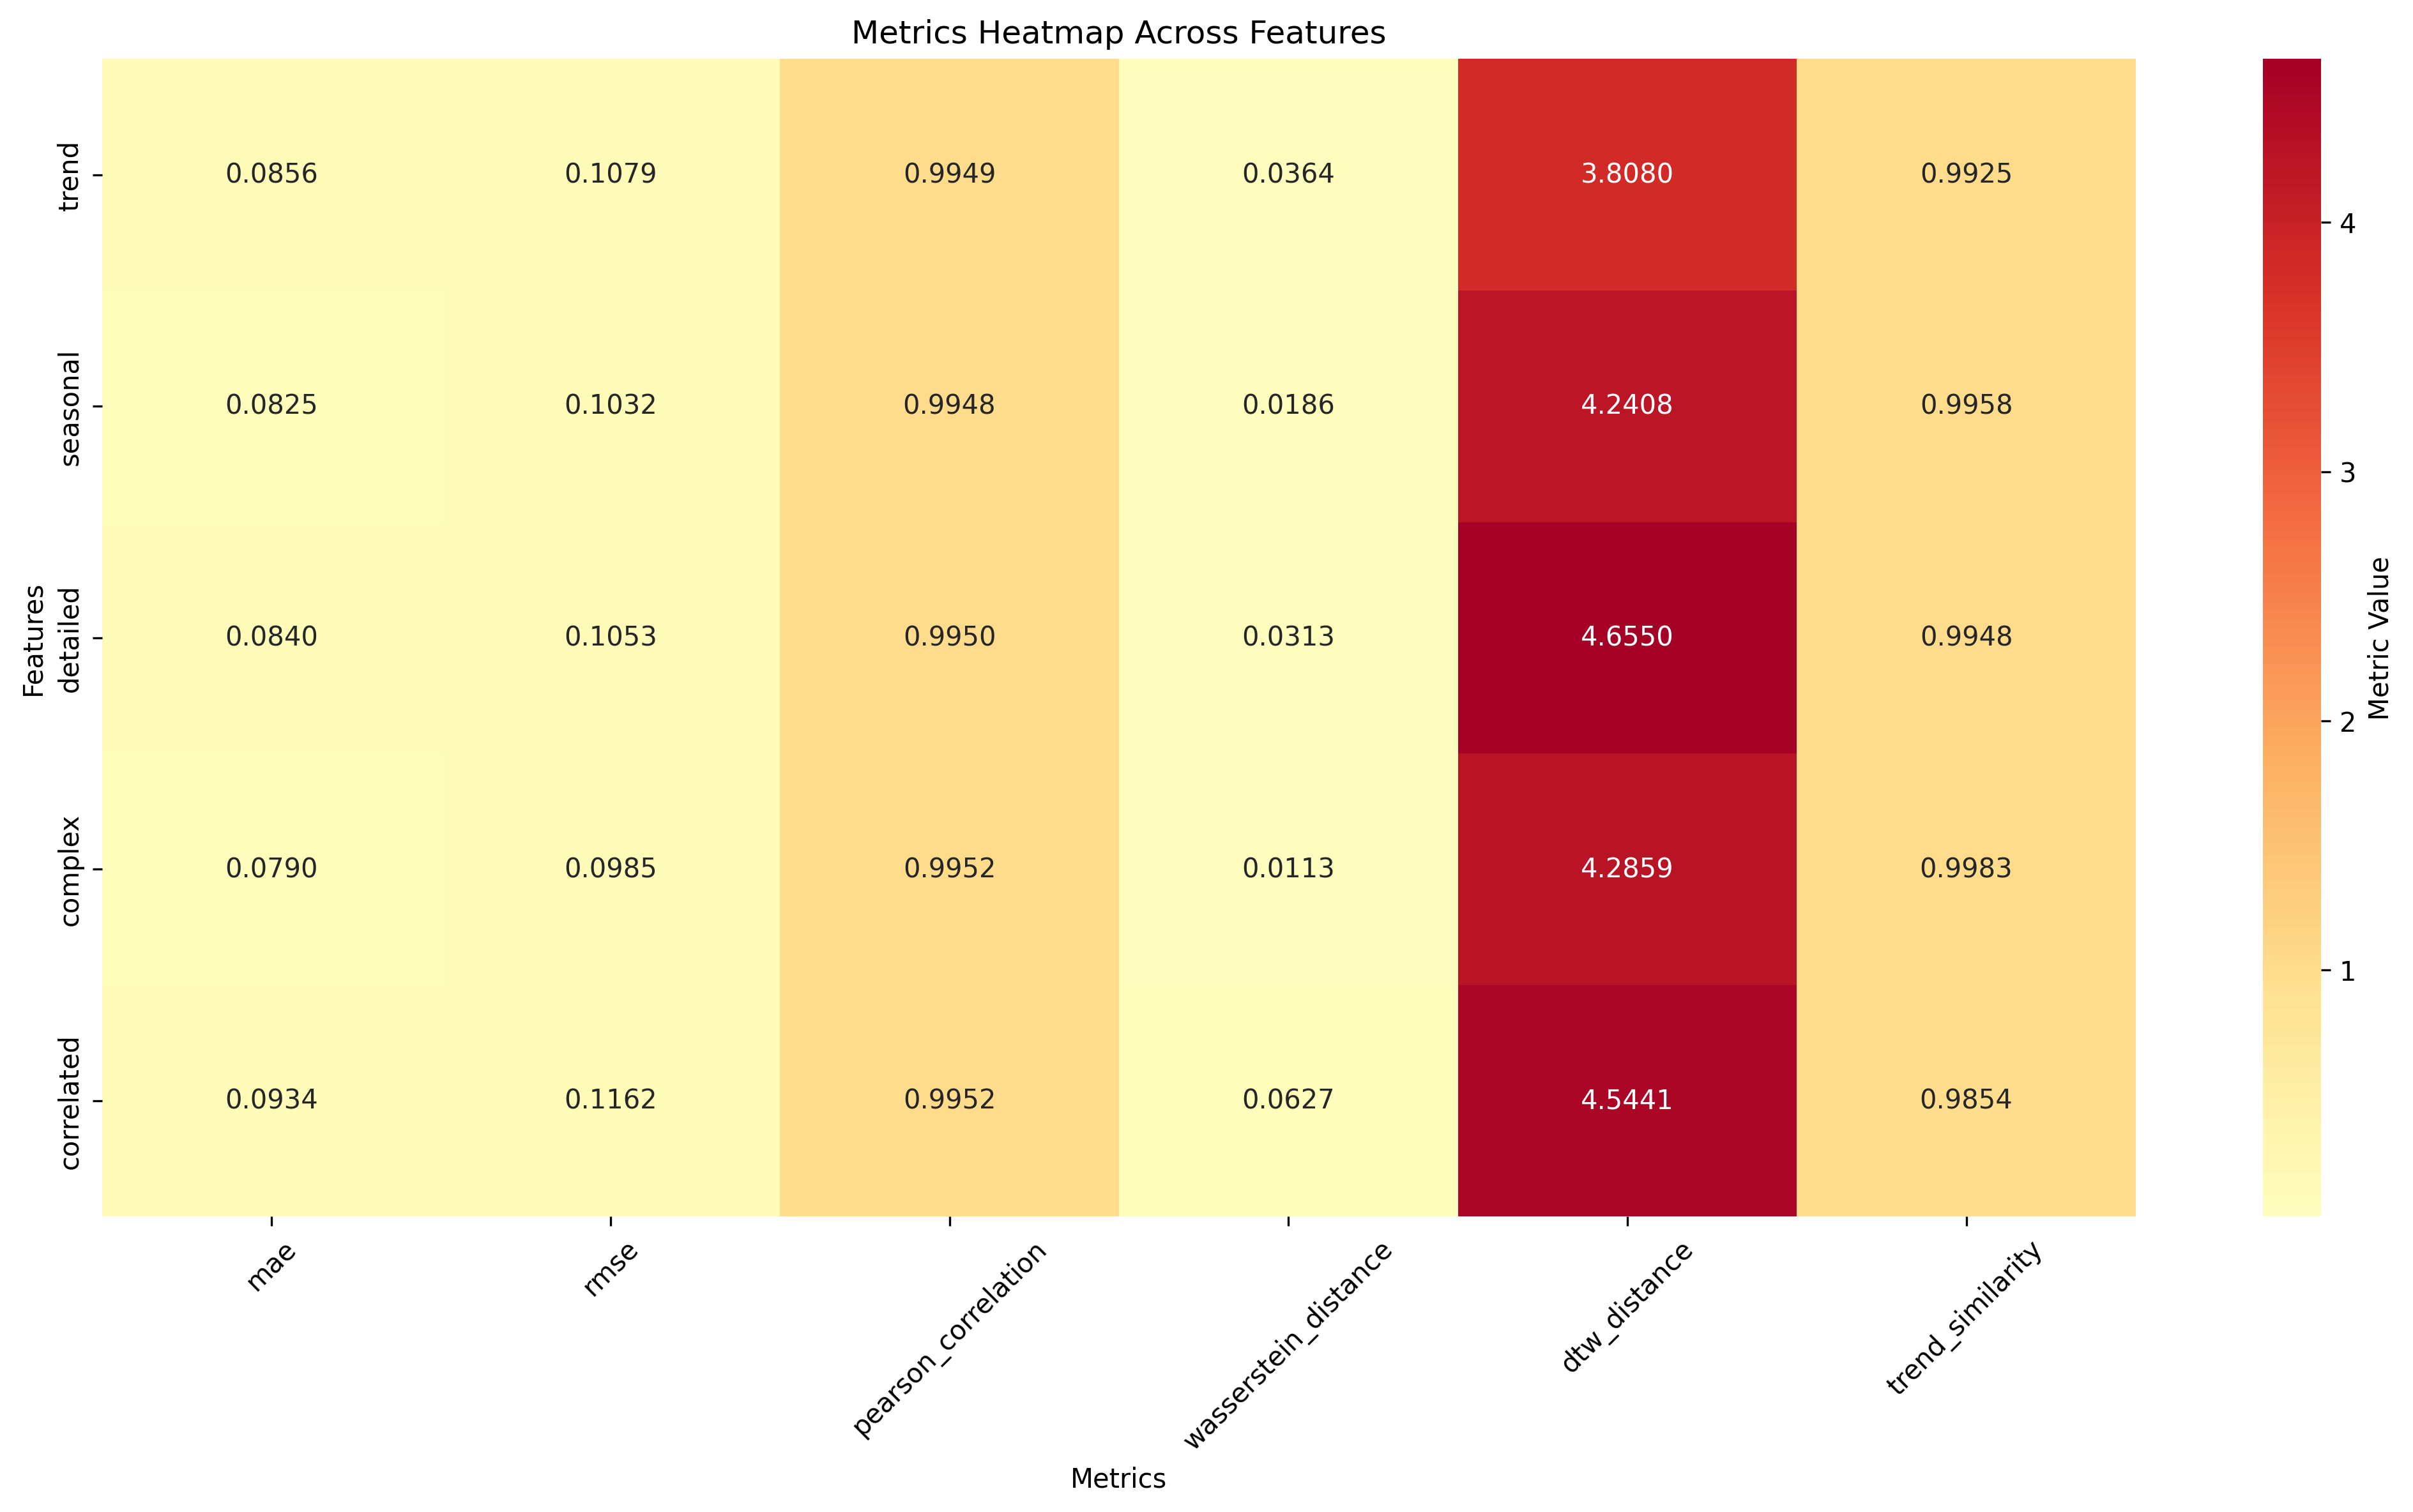 Metrics Heatmap Across Features
Features
trend
0.0856 0.1079 0.9949 0.0364 3.8080 0.9925
seasonal
0.0825 0.1032 0.9948 0.0186 4.2408 0.9958
detailed
0.0840 0.1053 0.9950 0.0313 4.6550 0.9948
complex
0.0790 0.0985 0.9952 0.0113 4.2859 0.9983
correlated
0.0934 0.1162 0.9952 0.0627 4.5441 0.9854
mae
rmse
pearson_correlation
wasserstein_distance
dtw_distance
trend_similarity
Metrics
4
3
2
1
Metric Value